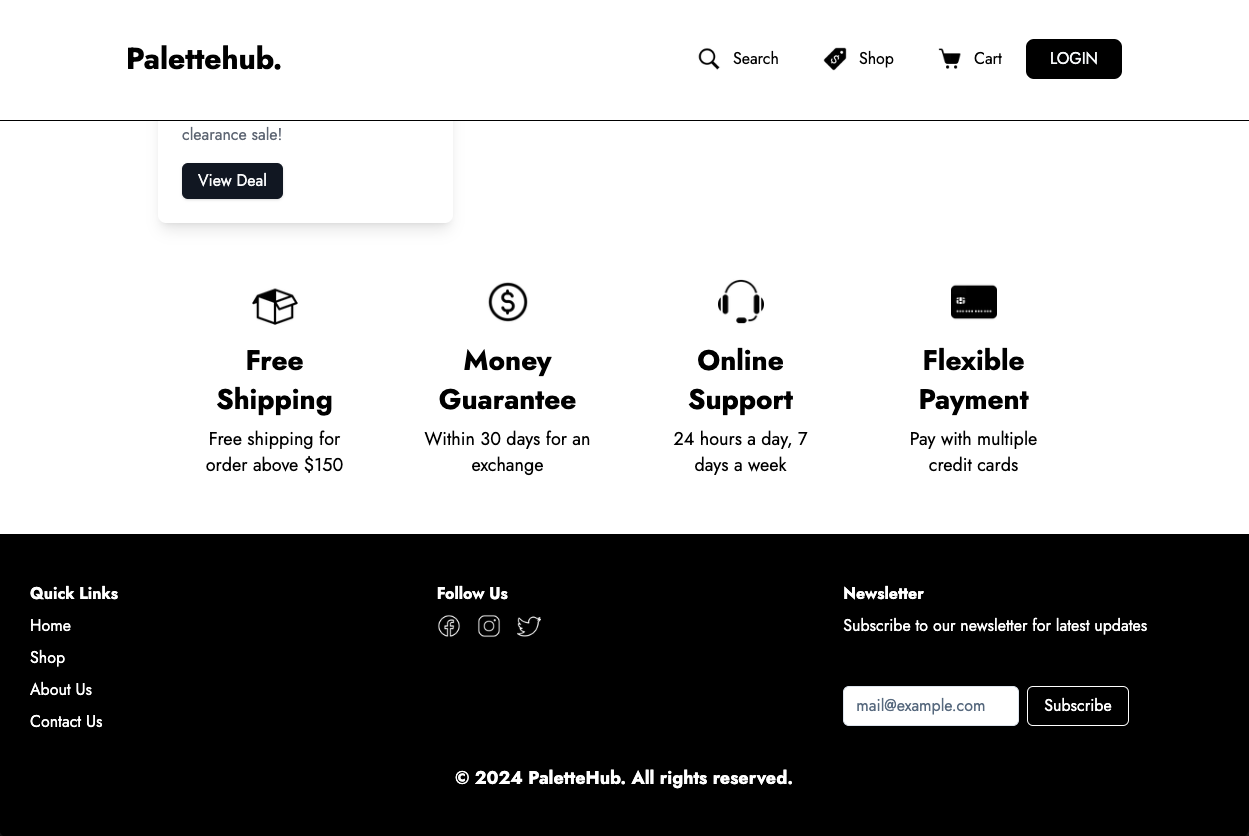 Palettehub.
Search
Shop
Cart
LOGIN
clearance sale!
View Deal
Free
Shipping
Free shipping for
order above $150
Money
Guarantee
Within 30 days for an
exchange
Online
Support
24 hours a day, 7
days a week
Flexible
Payment
Pay with multiple
credit cards
Quick Links
Home
Shop
About Us
Contact Us
Follow Us
Newsletter
Subscribe to our newsletter for latest updates
mail@example.com
Subscribe
© 2024 PaletteHub. All rights reserved.